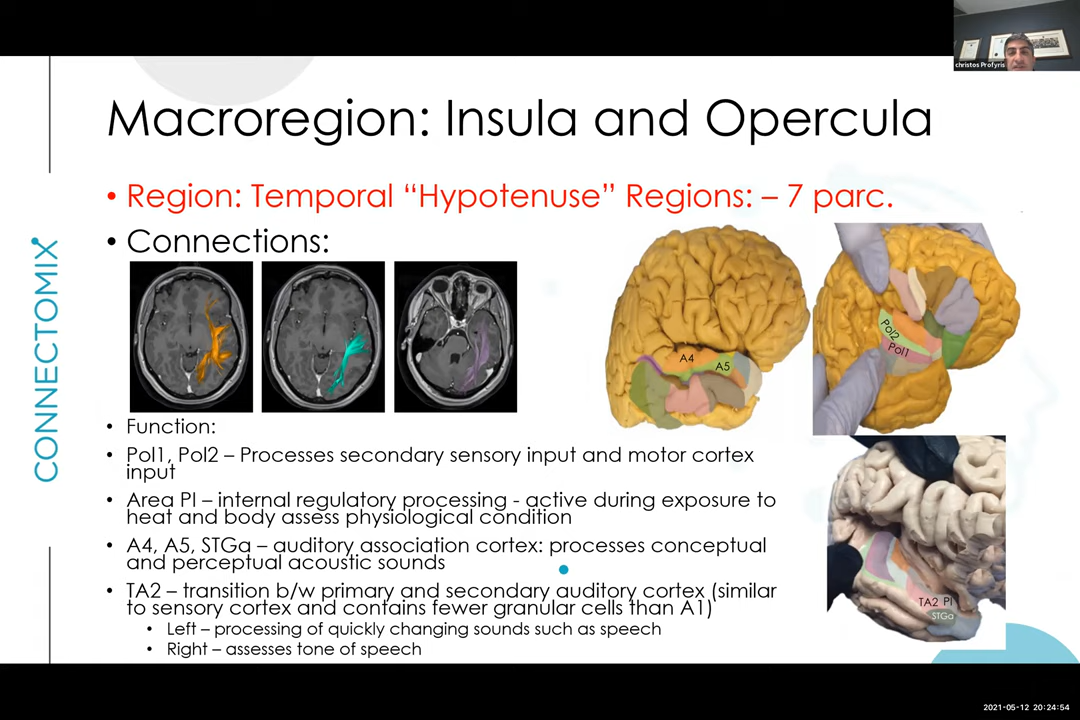 christos Profyris
Macroregion: Insula and Opercula
• Region: Temporal “Hypotenuse” Regions: – 7 parc.
• Connections:
CONNECTOMIX
A4
A5
Pol2
Pol1
• Function:
• Pol1, Pol2 – Processes secondary sensory input and motor cortex
input
• Area PI – internal regulatory processing - active during exposure to
heat and body assess physiological condition
• A4, A5, STGa – auditory association cortex: processes conceptual
and perceptual acoustic sounds
• TA2 – transition b/w primary and secondary auditory cortex (similar
to sensory cortex and contains fewer granular cells than A1)
• Left – processing of quickly changing sounds such as speech
• Right – assesses tone of speech
TA2 PI
STGa
2021-05-12 20:24:54